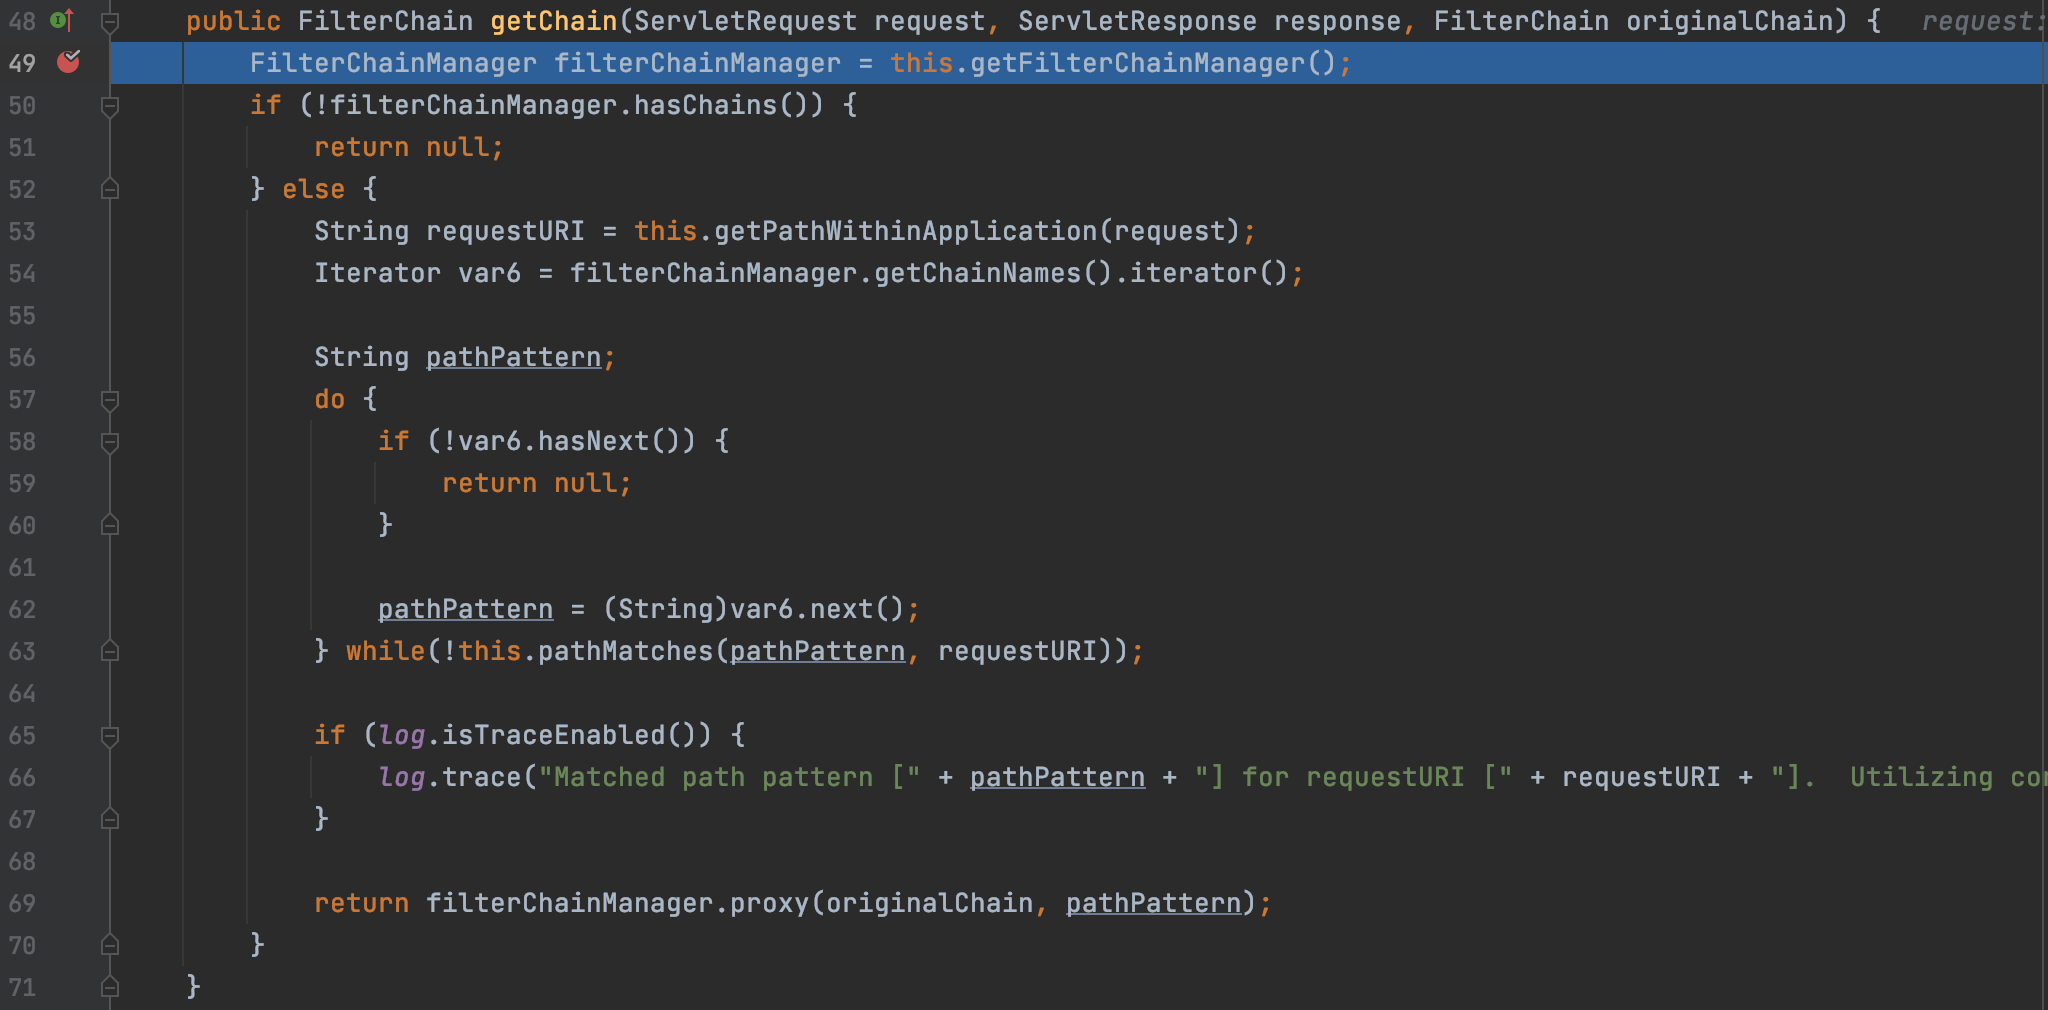 48 public FilterChain getChain(ServletRequest request, ServletResponse response, FilterChain originalChain) { request:
49 FilterChainManager filterChainManager = this.getFilterChainManager();
50 if (!filterChainManager.hasChains()) {
51 return null;
52 } else {
53 String requestURI = this.getPathWithinApplication(request);
54 Iterator var6 = filterChainManager.getChainNames().iterator();
55
56 String pathPattern;
57 do {
58 if (!var6.hasNext()) {
59 return null;
60 }
61
62 pathPattern = (String)var6.next();
63 } while(!this.pathMatches(pathPattern, requestURI));
64
65 if (log.isTraceEnabled()) {
66 log.trace("Matched path pattern [" + pathPattern + "] for requestURI [" + requestURI + "].  Utilizing
67 }
68
69 return filterChainManager.proxy(originalChain, pathPattern);
70 }
71 }